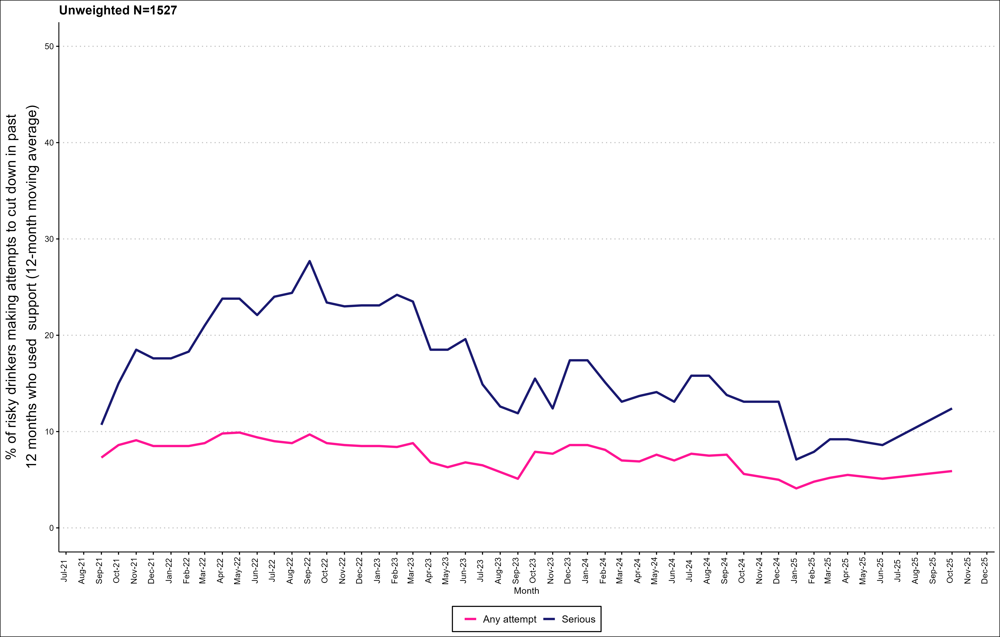 Unweighted N=1527
% of risky drinkers making attempts to cut down in past
12 months who used  support (12-month moving average)
50
40
30
20
10
0
Jul-21
Aug-21
Sep-21
Oct-21
Nov-21
Dec-21
Jan-22
Feb-22
Mar-22
Apr-22
May-22
Jun-22
Jul-22
Aug-22
Sep-22
Oct-22
Nov-22
Dec-22
Jan-23
Feb-23
Mar-23
Apr-23
May-23
Jun-23
Jul-23
Aug-23
Sep-23
Oct-23
Nov-23
Dec-23
Jan-24
Feb-24
Mar-24
Apr-24
May-24
Jun-24
Jul-24
Aug-24
Sep-24
Oct-24
Nov-24
Dec-24
Jan-25
Feb-25
Mar-25
Apr-25
May-25
Jun-25
Jul-25
Aug-25
Sep-25
Oct-25
Nov-25
Dec-25
Month
Any attempt
Serious